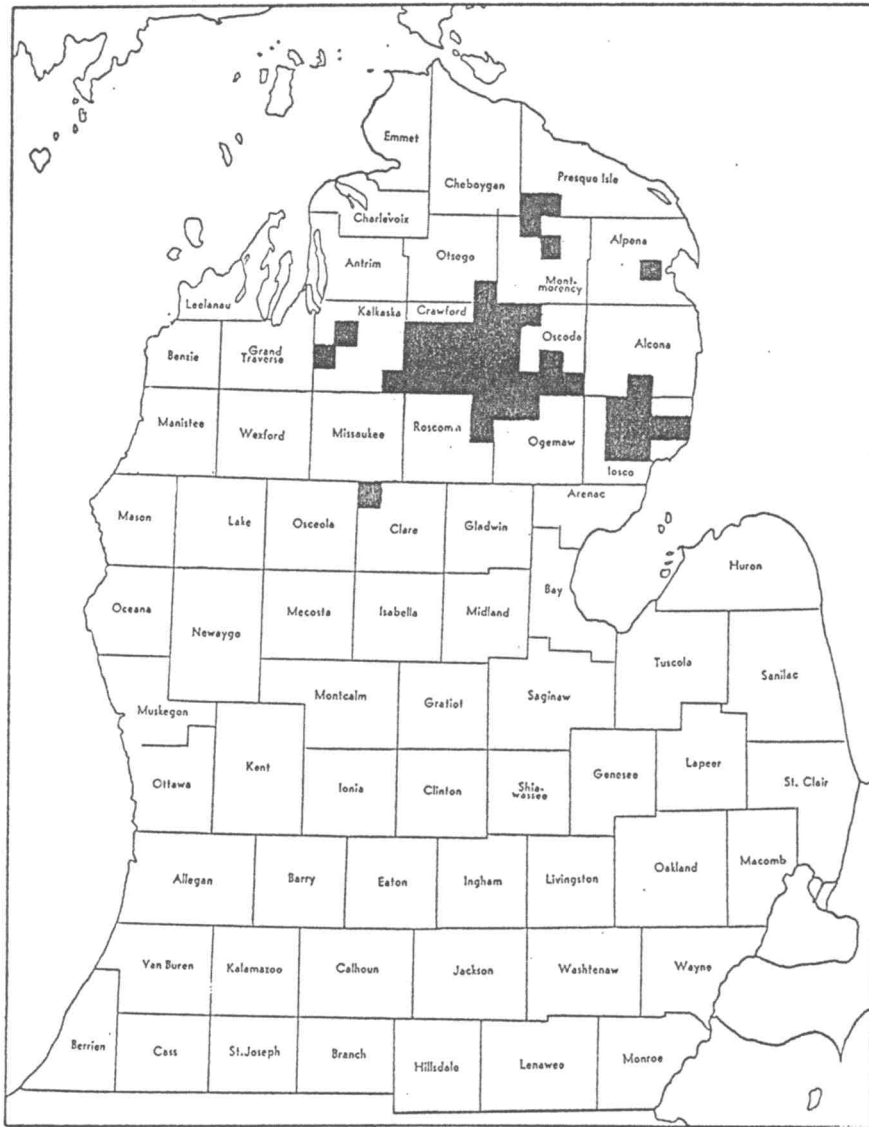 Emmet
Cheboygan
Presque Isle
Charlevoix
Antrim
Otsego
Mont-
morency
Alpena
Leelanau
Kalkaska
Crawford
Oscoda
Alcona
Benzie
Grand
Traverse
Manistee
Wexford
Missaukee
Roscom n
Ogemaw
Iosco
Arenac
Mason
Lake
Osceola
Clare
Gladwin
Huron
Bay
Oceana
Newaygo
Mecosta
Isabella
Midland
Tuscola
Sanilac
Montcalm
Gratiot
Saginaw
Muskegon
Kent
Ottawa
Ionia
Clinton
Shia-
wassee
Genesee
Lapeer
St. Clair
Allegan
Barry
Eaton
Ingham
Livingston
Oakland
Macomb
Van Buren
Kalamazoo
Calhoun
Jackson
Washtenaw
Wayne
Berrien
Cass
St. Joseph
Branch
Hillsdale
Lenawee
Monroe